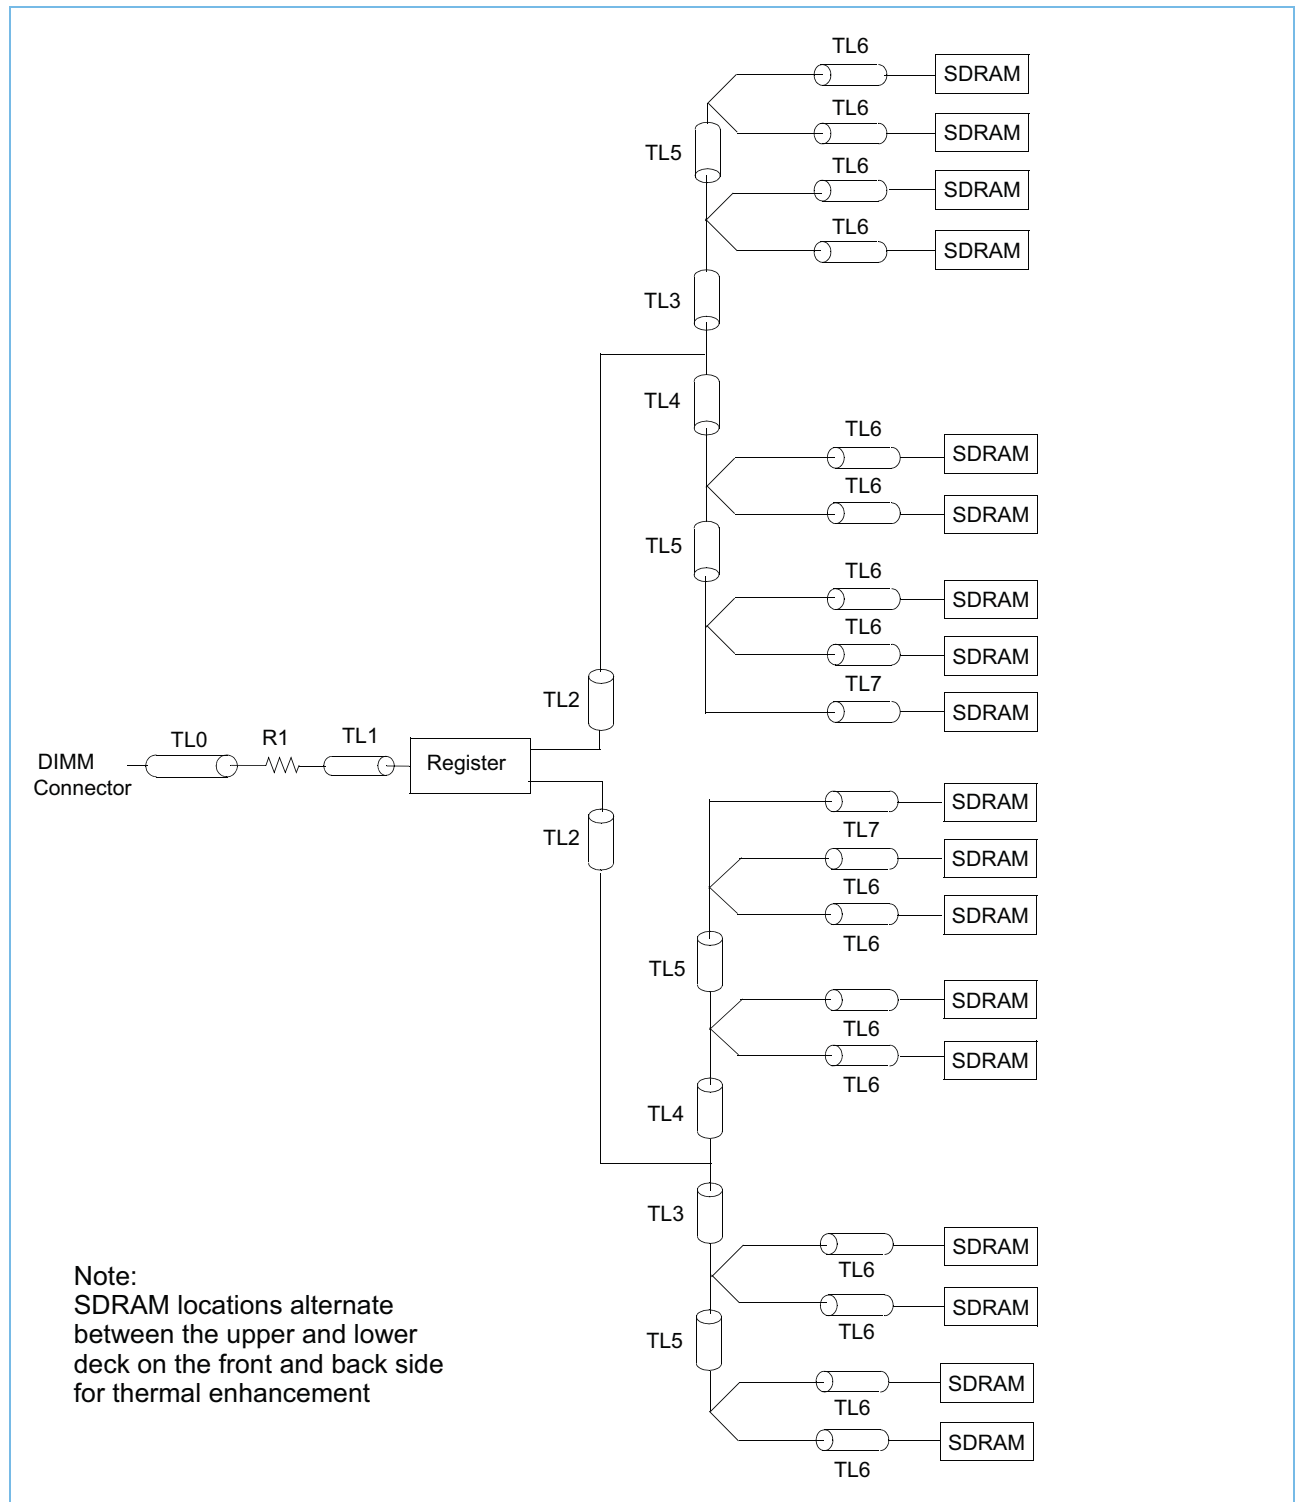 TL6
SDRAM
TL6
SDRAM
TL5
TL6
SDRAM
TL6
SDRAM
TL3
TL4
TL6
SDRAM
TL6
SDRAM
TL5
TL6
SDRAM
TL6
SDRAM
TL7
SDRAM
TL2
DIMM
Connector
TL0
R1
TL1
Register
TL2
SDRAM
TL7
SDRAM
TL6
SDRAM
TL6
TL5
SDRAM
TL6
SDRAM
TL6
TL4
TL3
SDRAM
TL6
SDRAM
TL6
TL5
SDRAM
TL6
SDRAM
TL6
Note:
SDRAM locations alternate
between the upper and lower
deck on the front and back side
for thermal enhancement